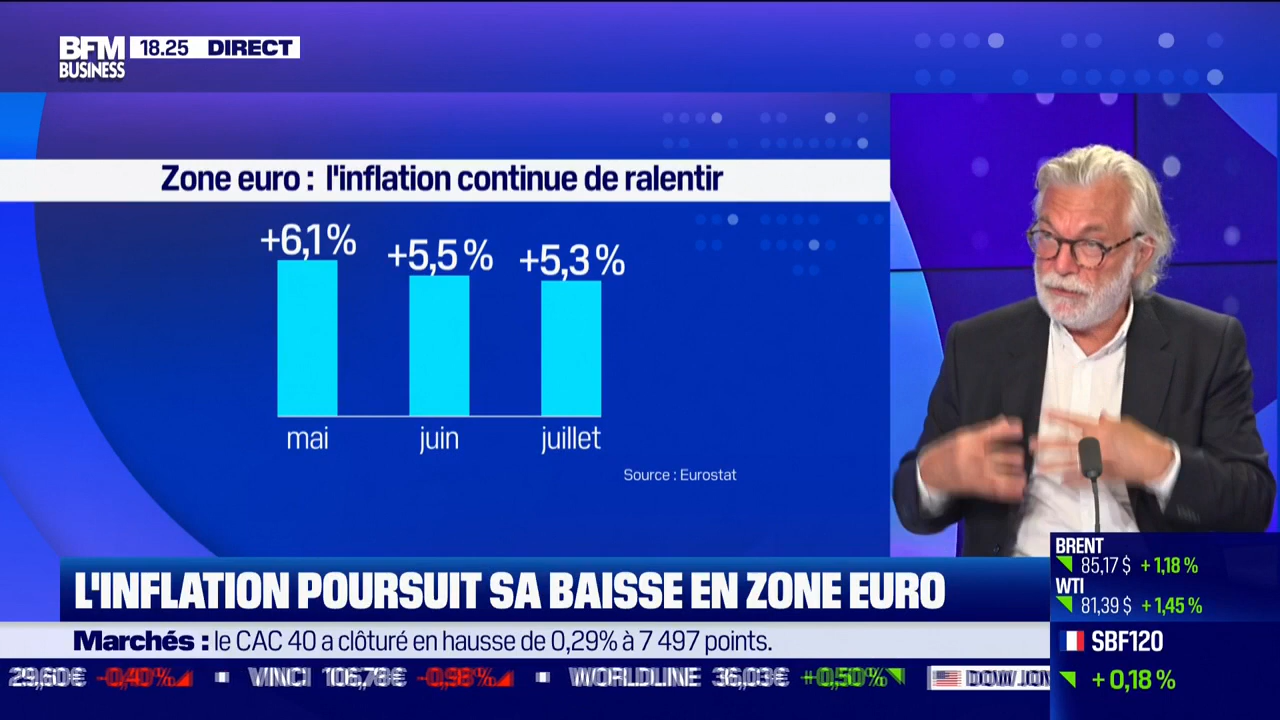 BFM
BUSINESS
18.25 DIRECT
Zone euro : l'inflation continue de ralentir
+6,1 %
+5,5 %
+5,3 %
mai
juin
juillet
Source : Eurostat
L'INFLATION POURSUIT SA BAISSE EN ZONE EURO
Marchés : le CAC 40 a clôturé en hausse de 0,29% à 7 497 points.
29,60€ -0,40% VINCI 106,78€ -0,98% WORLDLINE 36,03€ +0,50%
BRENT
85,17 $ + 1,18 %
WTI
81,39 $ + 1,45 %
SBF120
+ 0,18 %